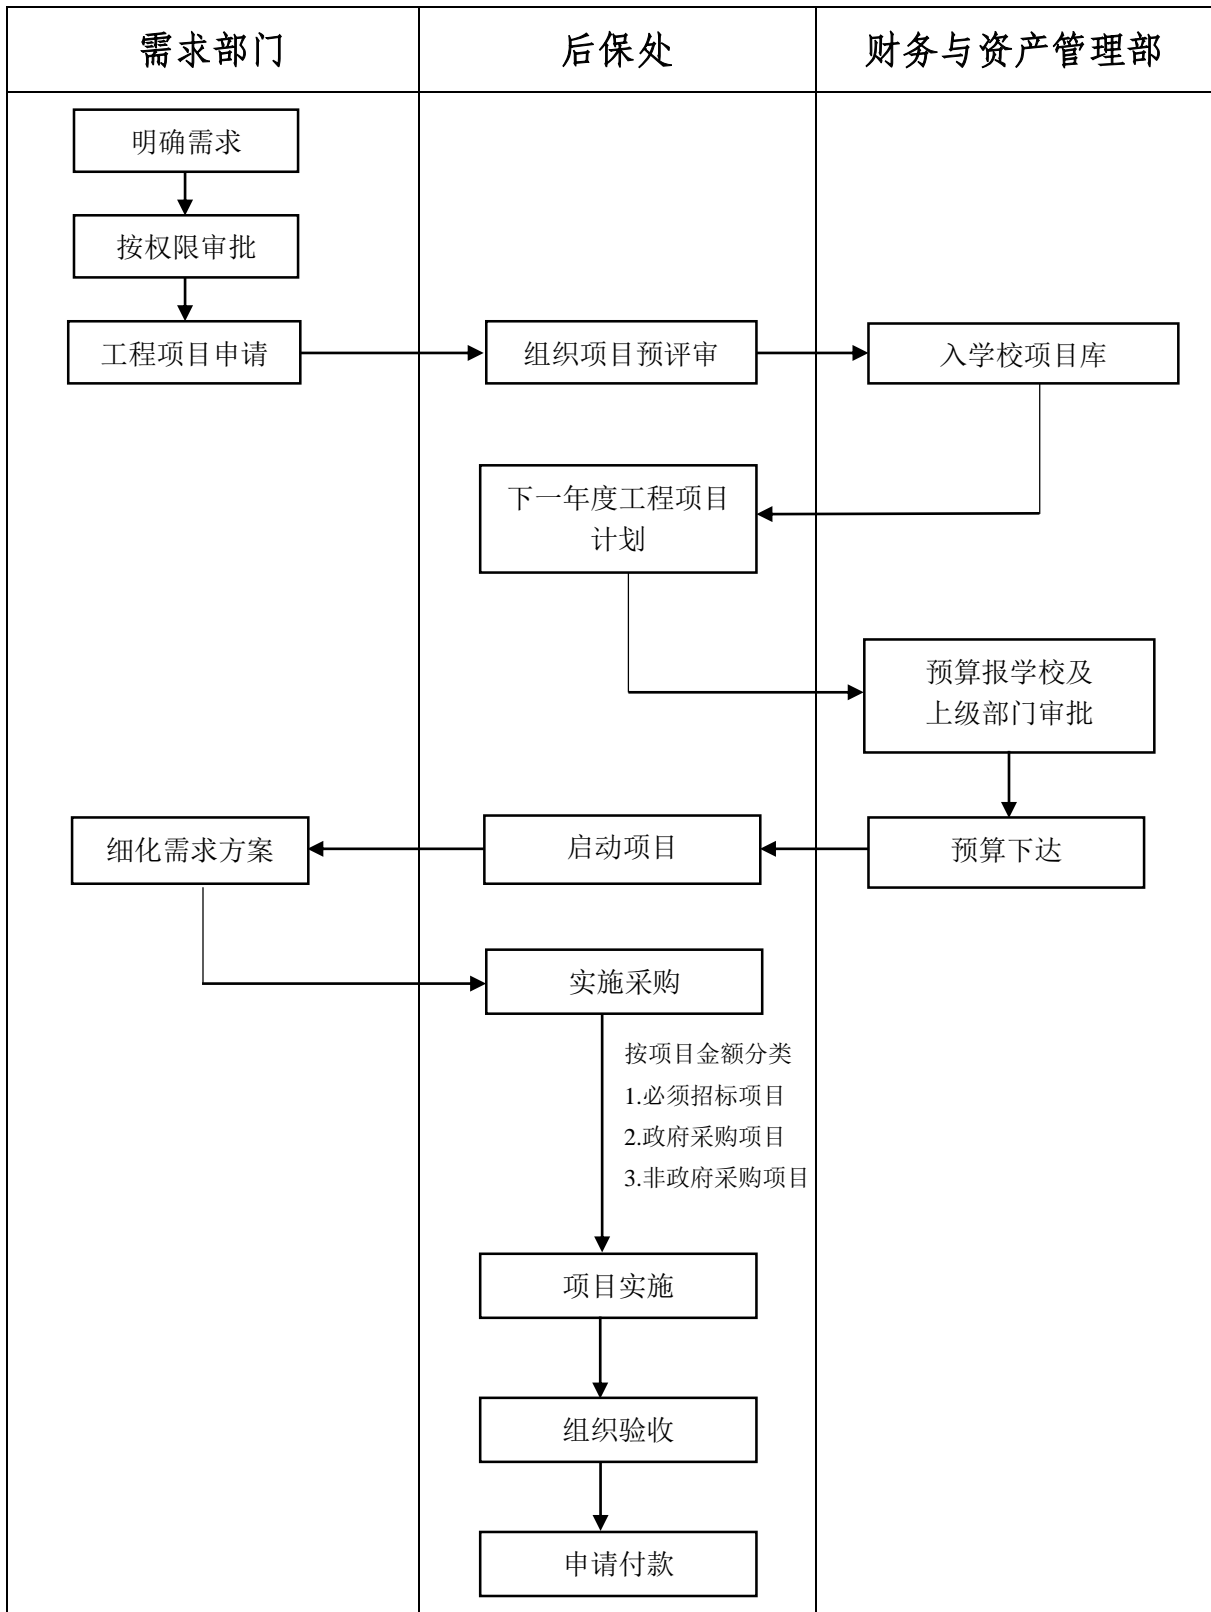 需求部门
后保处
财务与资产管理部
明确需求
按权限审批
工程项目申请
组织项目预评审
入学校项目库
下一年度工程项目
计划
预算报学校及
上级部门审批
细化需求方案
启动项目
预算下达
实施采购
按项目金额分类
1.必须招标项目
2.政府采购项目
3.非政府采购项目
项目实施
组织验收
申请付款